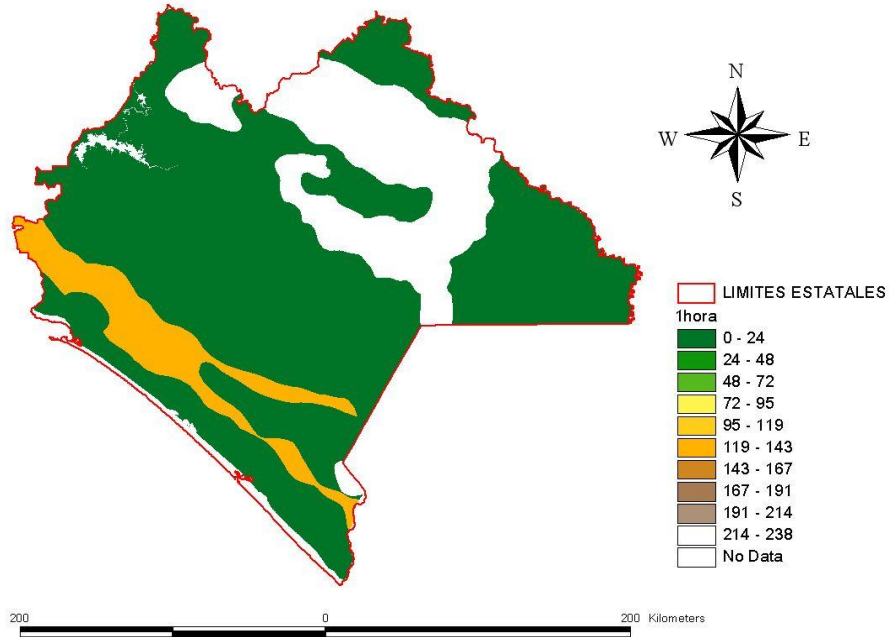 N
W E
S
LIMITES ESTATALES
1hora
0 - 24
24 - 48
48 - 72
72 - 95
95 - 119
119 - 143
143 - 167
167 - 191
191 - 214
214 - 238
No Data
200 0 200 Kilometers